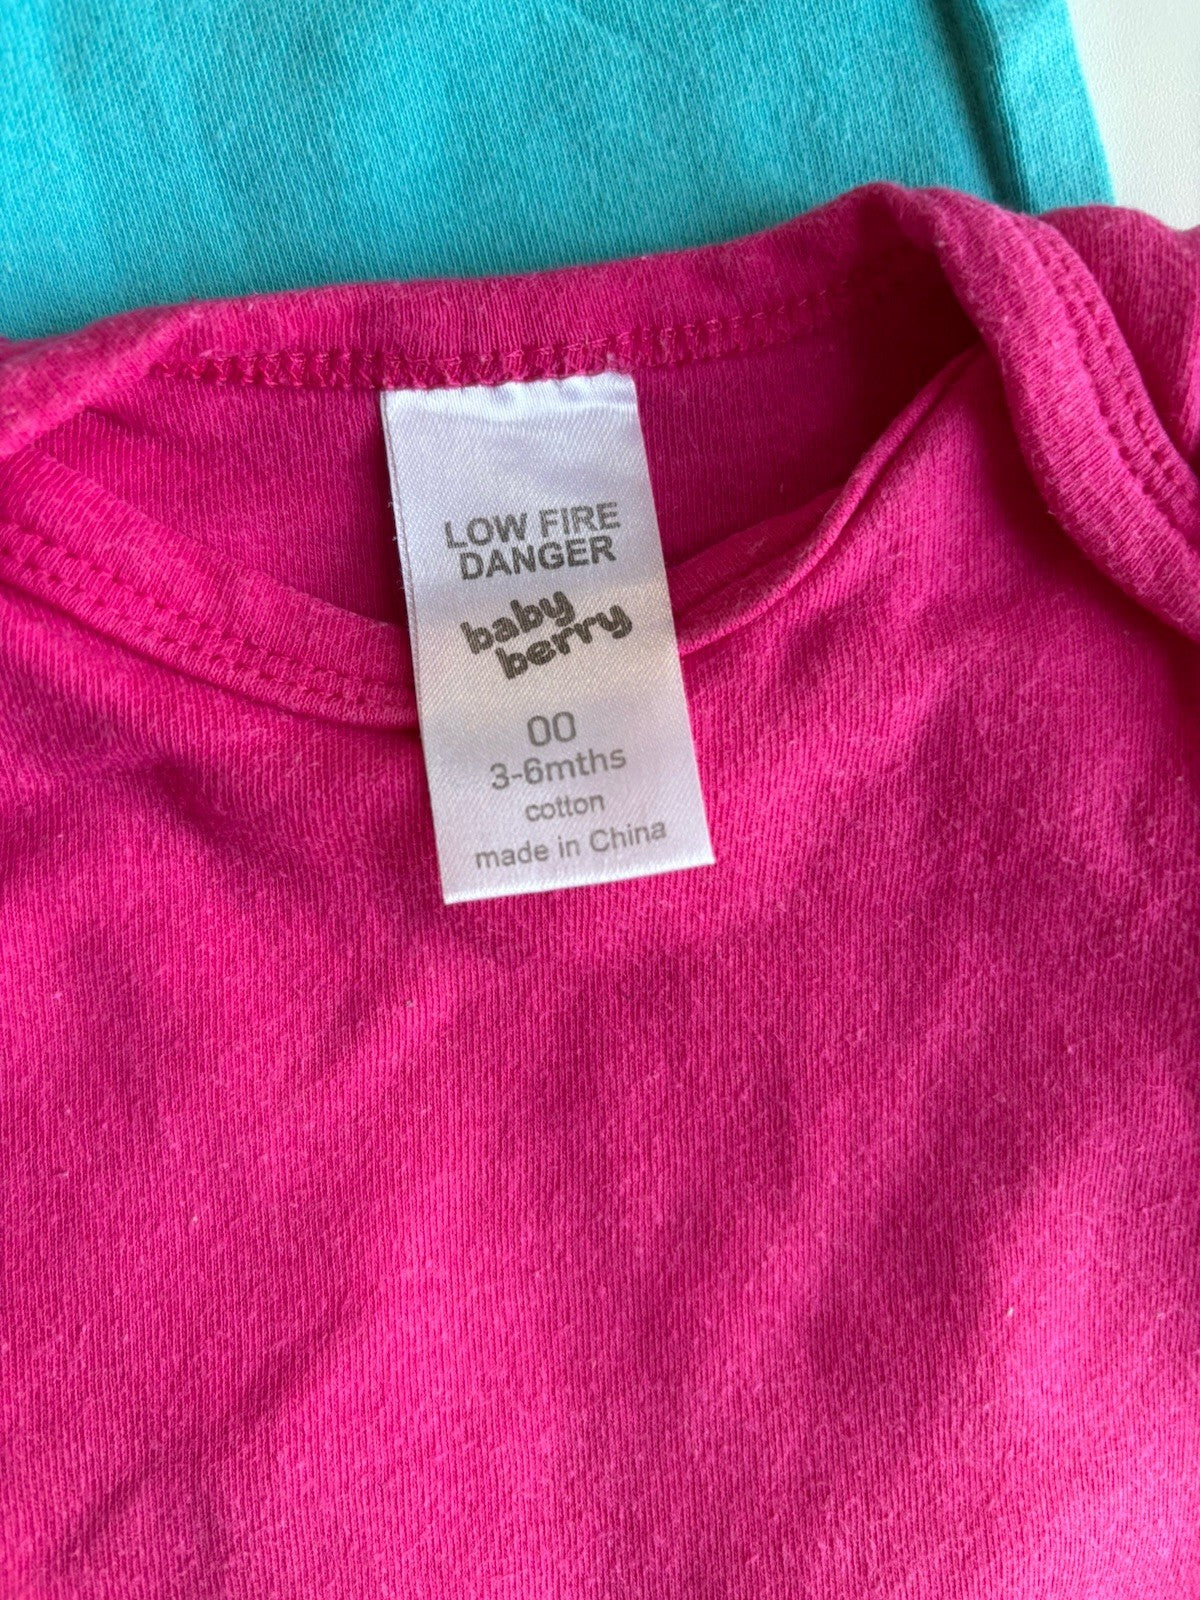 LOW FIRE
DANGER
baby
berry
00
3-6mths
cotton
made in China